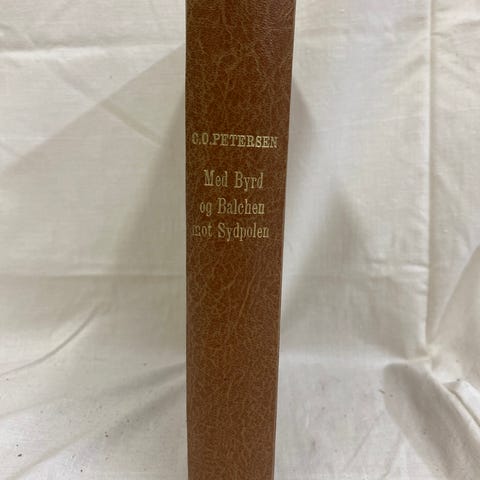 C.O.PETERSEN
Med Byrd
og Balchen
mot Sydpolen